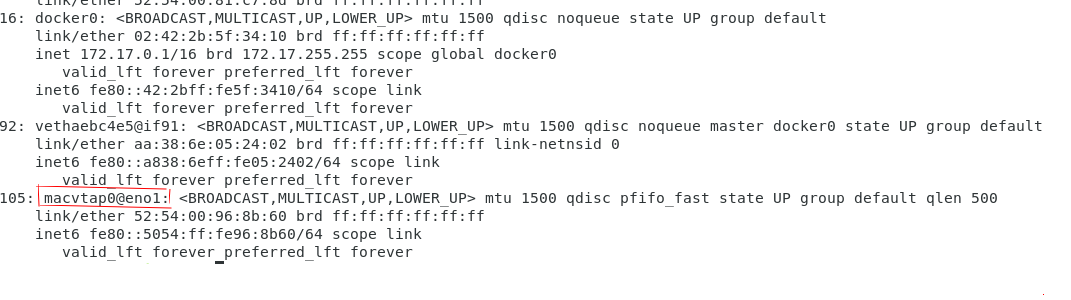 link/ether 52:54:00:81:c7:8d brd ff:ff:ff:ff:ff:ff
16: docker0: <BROADCAST,MULTICAST,UP,LOWER_UP> mtu 1500 qdisc noqueue state UP group default
link/ether 02:42:2b:5f:34:10 brd ff:ff:ff:ff:ff:ff
inet 172.17.0.1/16 brd 172.17.255.255 scope global docker0
valid_lft forever preferred_lft forever
inet6 fe80::42:2bff:fe5f:3410/64 scope link
valid_lft forever preferred_lft forever
92: vethaebc4e5@if91: <BROADCAST,MULTICAST,UP,LOWER_UP> mtu 1500 qdisc noqueue master docker0 state UP group default
link/ether aa:38:6e:05:24:02 brd ff:ff:ff:ff:ff:ff link-netnsid 0
inet6 fe80::a838:6eff:fe05:2402/64 scope link
valid_lft forever preferred_lft forever
105: macvtap0@eno1: <BROADCAST,MULTICAST,UP,LOWER_UP> mtu 1500 qdisc pfifo_fast state UP group default qlen 500
link/ether 52:54:00:96:8b:60 brd ff:ff:ff:ff:ff:ff
inet6 fe80::5054:ff:fe96:8b60/64 scope link
valid_lft forever preferred_lft forever